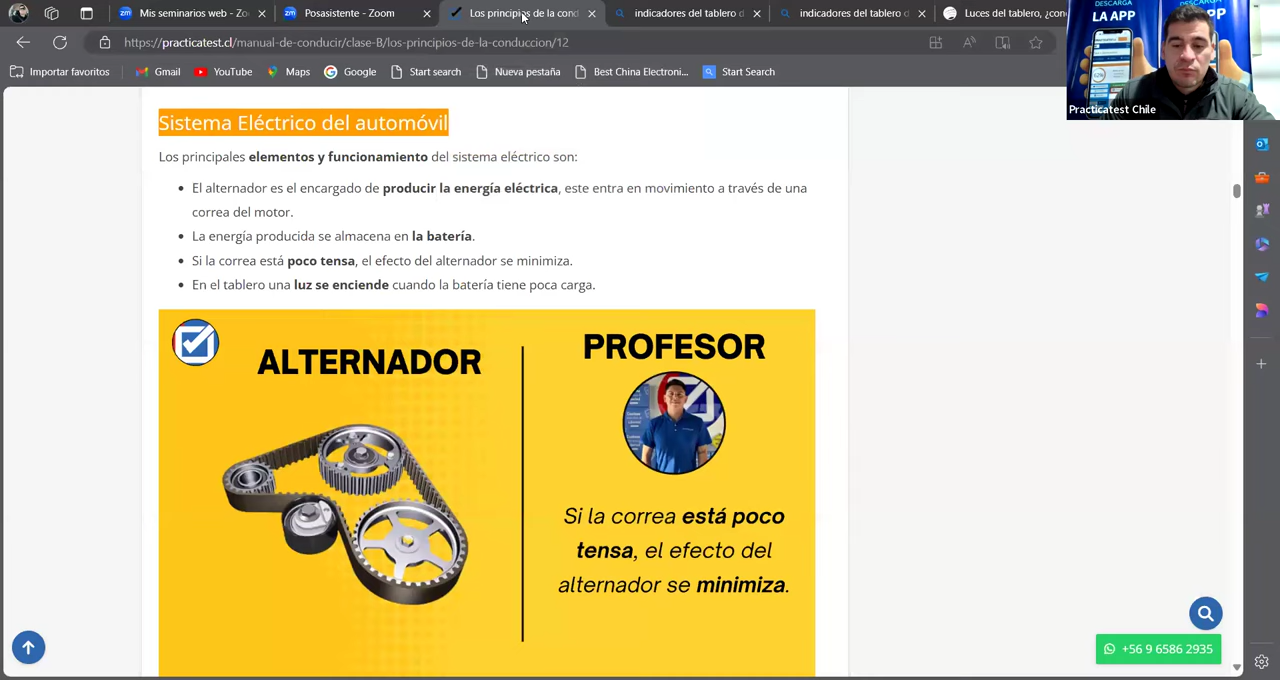 Mis seminarios web - Zo
Posasistente - Zoom
Los principios de la cond
indicadores del tablero d
indicadores del tablero d
Luces del tablero, ¿cono
https://practicatest.cl/manual-de-conducir/clase-B/los-principios-de-la-conduccion/12
Importar favoritos
Gmail
YouTube
Maps
Google
Start search
Nueva pestaña
Best China Electroni...
Start Search
DESCARGA
LA APP
Practicatest Chile
Sistema Eléctrico del automóvil
Los principales elementos y funcionamiento del sistema eléctrico son:
El alternador es el encargado de producir la energía eléctrica, este entra en movimiento a través de una
correa del motor.
La energía producida se almacena en la batería.
Si la correa está poco tensa, el efecto del alternador se minimiza.
En el tablero una luz se enciende cuando la batería tiene poca carga.
ALTERNADOR
PROFESOR
Si la correa está poco
tensa, el efecto del
alternador se minimiza.
+56 9 6586 2935